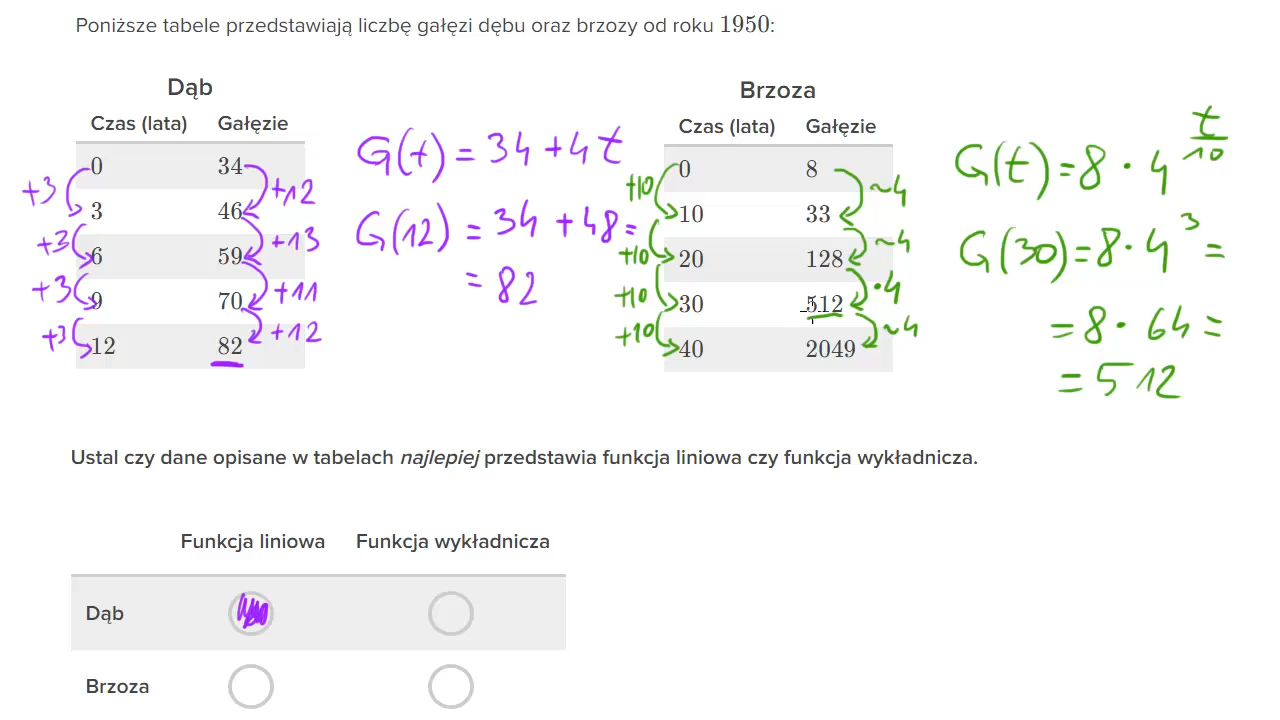 Poniższe tabele przedstawiają liczbę gałęzi dębu oraz brzozy od roku 1950:
Dąb
Czas (lata) Gałęzie
0 34
3 46
6 59
9 70
12 82
+3
+3
+3
+3
+12
+13
+11
+12
G(t) = 34 + 4t
G(12) = 34 + 48 =
= 82
Brzoza
Czas (lata) Gałęzie
0 8
10 33
20 128
30 512
40 2049
+10
+10
+10
+10
~4
~4
·4
~4
G(t) = 8 · 4^(t/10)
G(30) = 8 · 4³ =
= 8 · 64 =
= 512
Ustal czy dane opisane w tabelach najlepiej przedstawia funkcja liniowa czy funkcja wykładnicza.
Funkcja liniowa Funkcja wykładnicza
Dąb
Brzoza